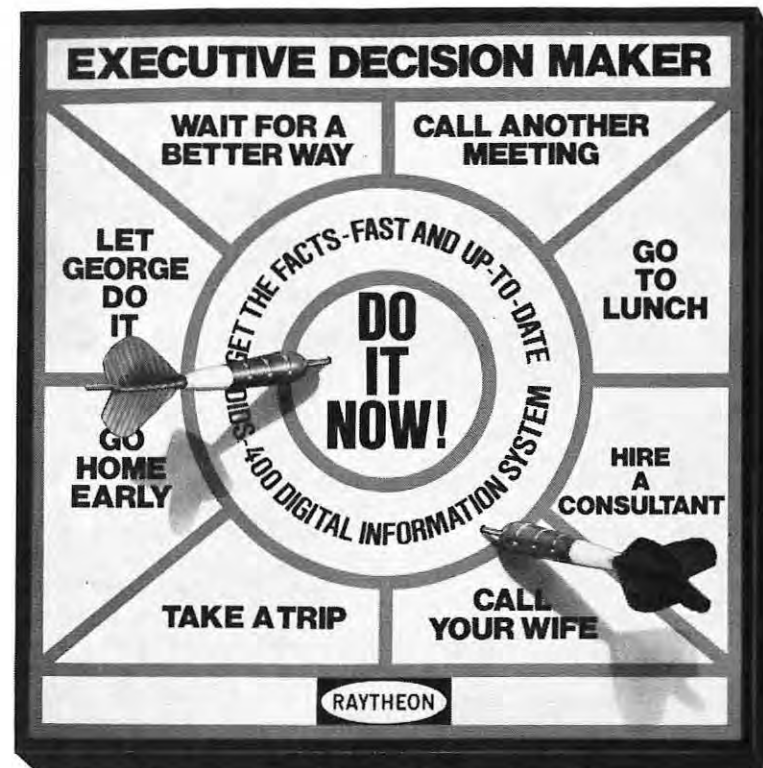 EXECUTIVE DECISION MAKER
WAIT FOR A
BETTER WAY
CALL ANOTHER
MEETING
LET
GEORGE
DO
IT
GO
TO
LUNCH
GET THE FACTS-FAST AND UP-TO-DATE
DO
IT
NOW!
DIDS-400 DIGITAL INFORMATION SYSTEM
GO
HOME
EARLY
HIRE
A
CONSULTANT
TAKE A TRIP
CALL
YOUR WIFE
RAYTHEON